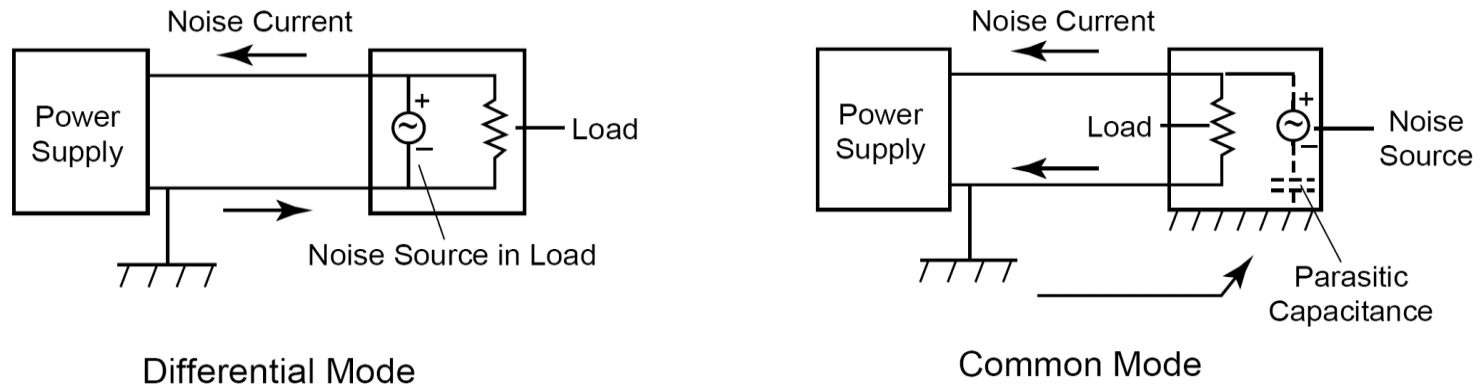 Noise Current
Power
Supply
+
~
−
Load
Noise Source in Load
Differential Mode
Noise Current
Power
Supply
Load
+
~
−
Noise
Source
Parasitic
Capacitance
Common Mode